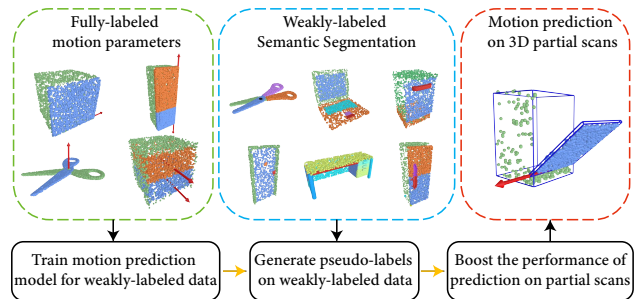 Fully-labeled
motion parameters
Weakly-labeled
Semantic Segmentation
Motion prediction
on 3D partial scans
Train motion prediction
model for weakly-labeled data
Generate pseudo-labels
on weakly-labeled data
Boost the performance of
prediction on partial scans